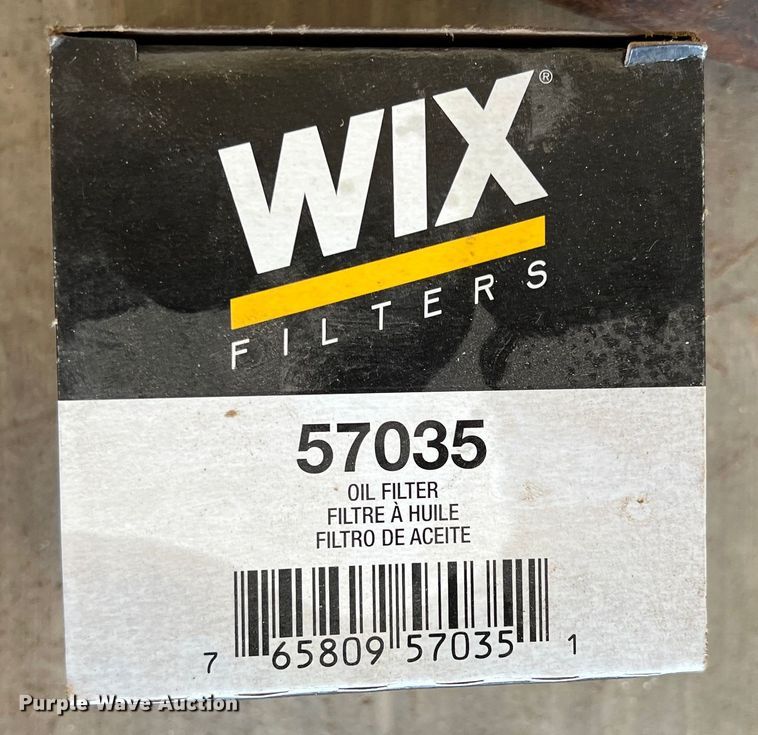 WIX®
FILTERS
57035
OIL FILTER
FILTRE À HUILE
FILTRO DE ACEITE
7 65809 57035 1
Purple Wave Auction